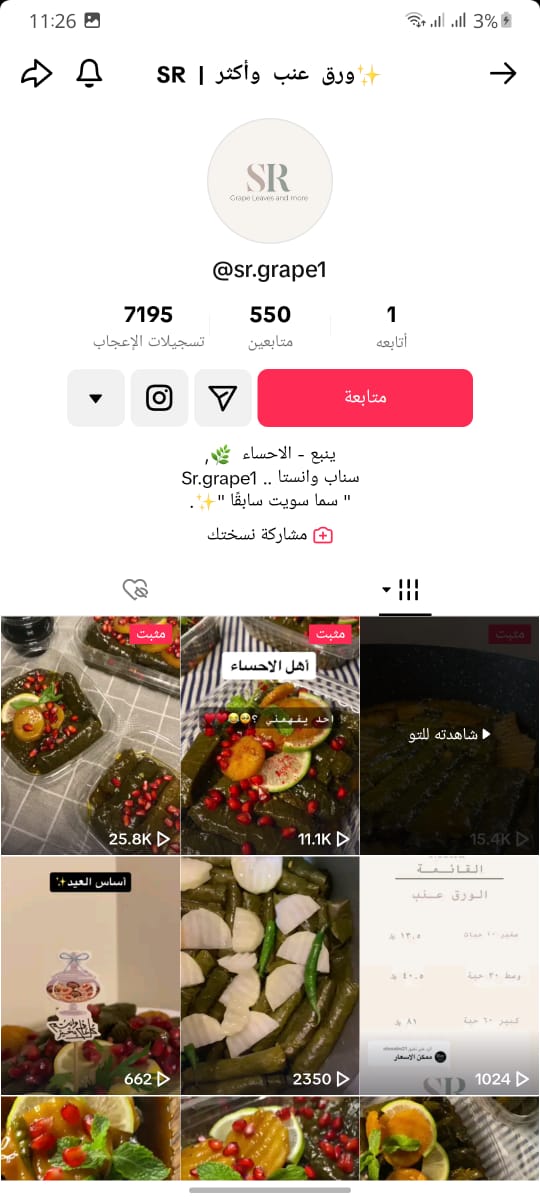 11:26
3%
SR | ورق عنب وأكثر✨
SR
Grape Leaves and more
@sr.grape1
1 أتابعه
550 متابعين
7195 تسجيلات الإعجاب
متابعة
ينبع - الاحساء 🌿,
سناب وانستا .. Sr.grape1
" سما سويت سابقًا "✨.
مشاركة نسختك
مثبت
شاهدته للتو
15.4K
مثبت
أهل الاحساء
احد يفهمني ؟
11.1K
مثبت
25.8K
القائمة
الورق عنب
صغير ١٠ حبات ١٣.٥
وسط ٣٠ حبة ٤٠.٥
كبير ٦٠ حبة ٨١
ممكن الاسعار
SR
1024
2350
أساس العيد✨
662